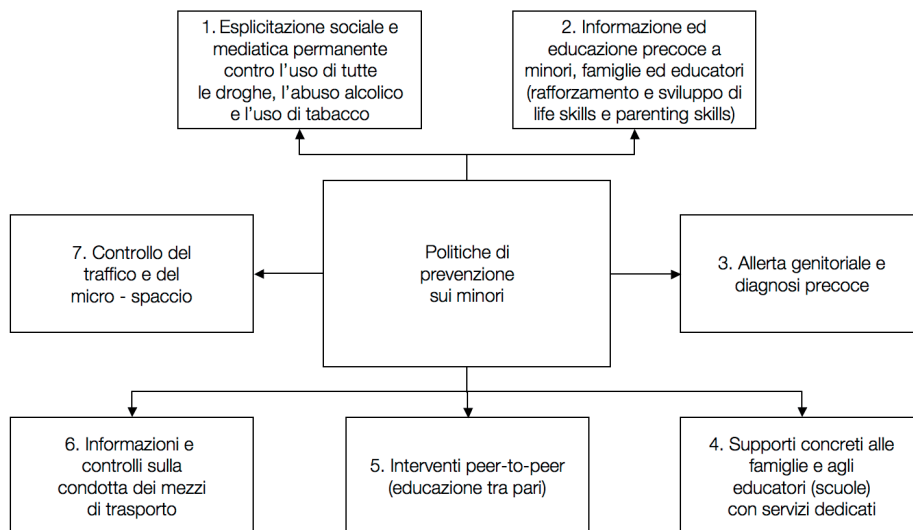 1. Esplicitazione sociale e
mediatica permanente
contro l'uso di tutte
le droghe, l'abuso alcolico
e l'uso di tabacco
2. Informazione ed
educazione precoce a
minori, famiglie ed educatori
(rafforzamento e sviluppo di
life skills e parenting skills)
7. Controllo del
traffico e del
micro - spaccio
Politiche di
prevenzione
sui minori
3. Allerta genitoriale e
diagnosi precoce
6. Informazioni e
controlli sulla
condotta dei mezzi
di trasporto
5. Interventi peer-to-peer
(educazione tra pari)
4. Supporti concreti alle
famiglie e agli
educatori (scuole)
con servizi dedicati